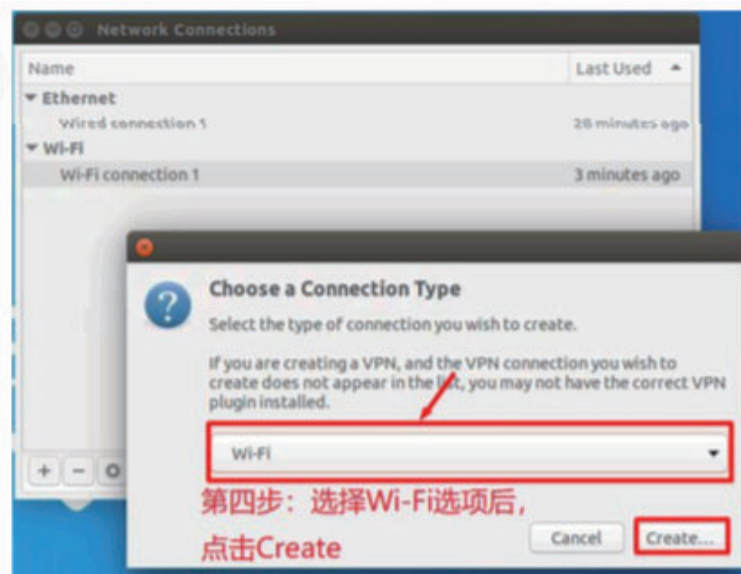 Network Connections
Name Last Used
Ethernet
Wired connection 1 28 minutes ago
Wi-Fi
Wi-Fi connection 1 3 minutes ago
Choose a Connection Type
Select the type of connection you wish to create.
If you are creating a VPN, and the VPN connection you wish to
create does not appear in the list, you may not have the correct VPN
plugin installed.
Wi-Fi
第四步：选择Wi-Fi选项后，
点击Create
Cancel Create...